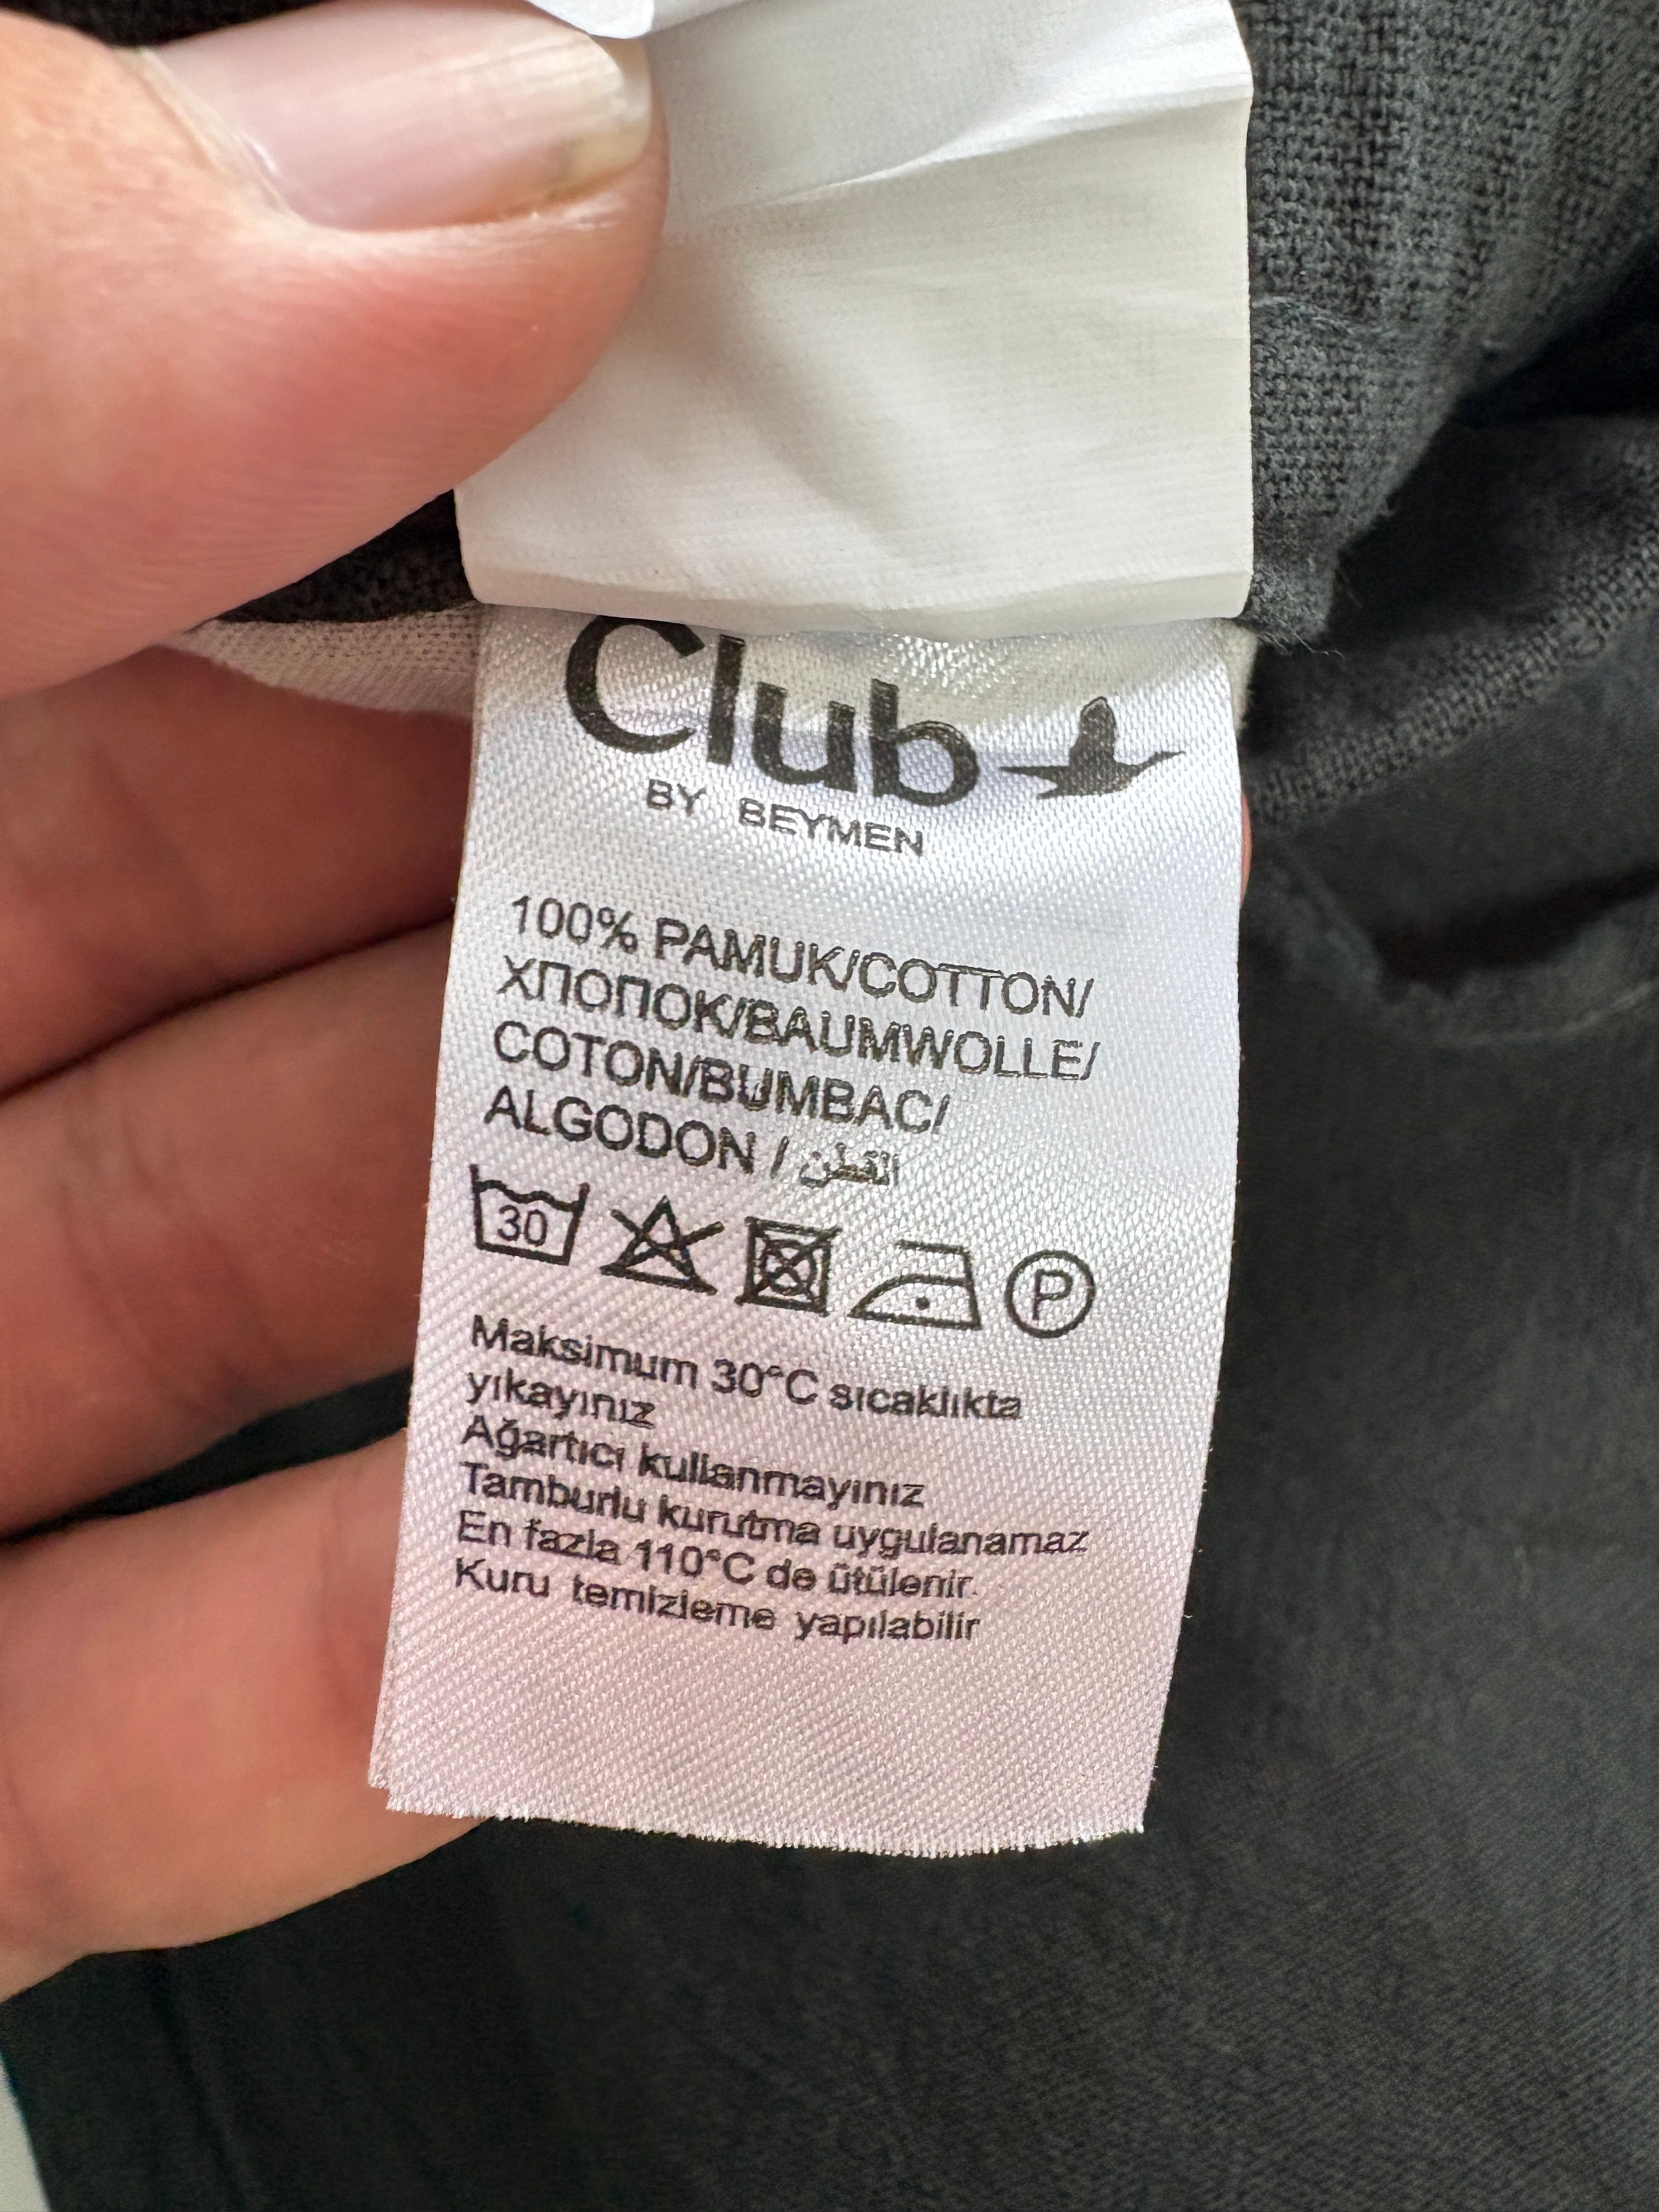 Club
BY BEYMEN
100% PAMUK/COTTON/
ХПОПОК/BAUMWOLLE/
COTON/BUMBAC/
ALGODON / القطن
30
P
Maksimum 30°C sıcaklıkta
yıkayınız
Ağartıcı kullanmayınız
Tamburlu kurutma uygulanamaz
En fazla 110°C de ütülenir.
Kuru temizleme yapılabilir